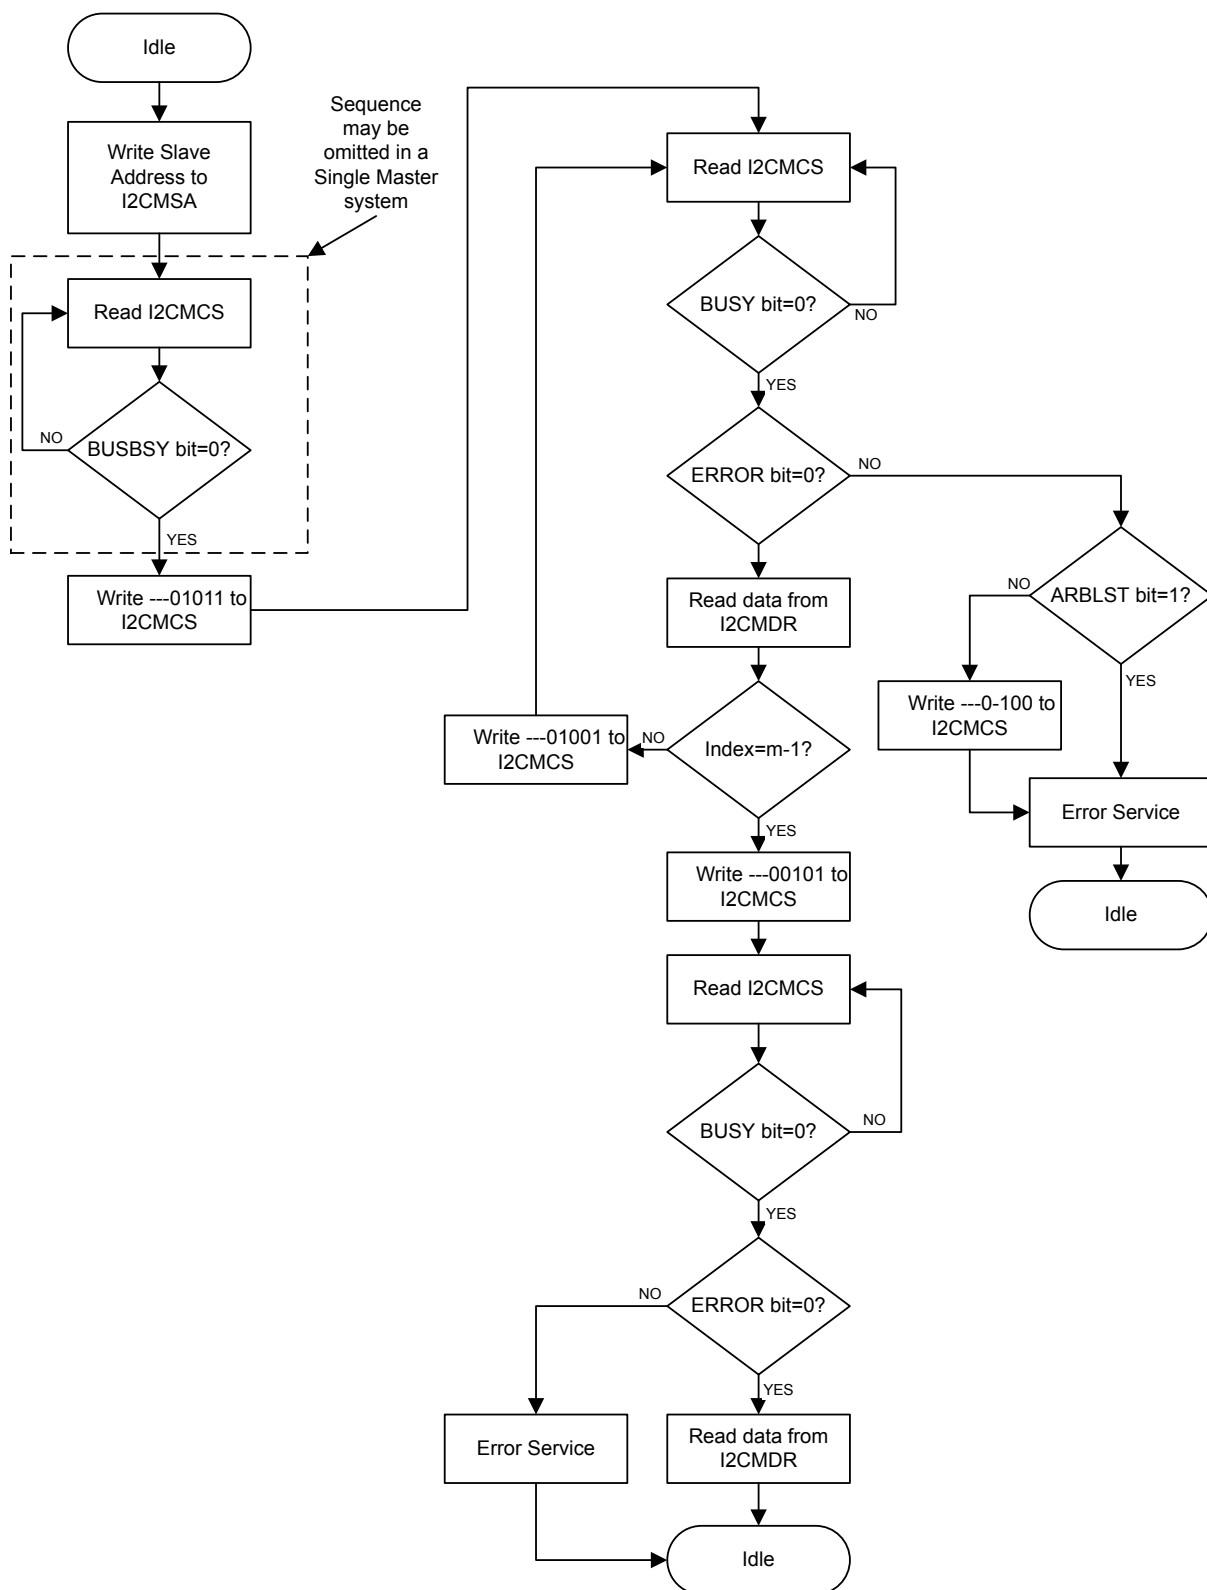 Idle
Write Slave
Address to
I2CMSA
Sequence
may be
omitted in a
Single Master
system
Read I2CMCS
BUSBSY bit=0?
NO
YES
Write ---01011 to
I2CMCS
Read I2CMCS
BUSY bit=0?
NO
YES
ERROR bit=0?
NO
Read data from
I2CMDR
ARBLST bit=1?
NO
YES
Write ---0-100 to
I2CMCS
Error Service
Idle
Index=m-1?
NO
Write ---01001 to
I2CMCS
YES
Write ---00101 to
I2CMCS
Read I2CMCS
BUSY bit=0?
NO
YES
ERROR bit=0?
NO
YES
Error Service
Read data from
I2CMDR
Idle